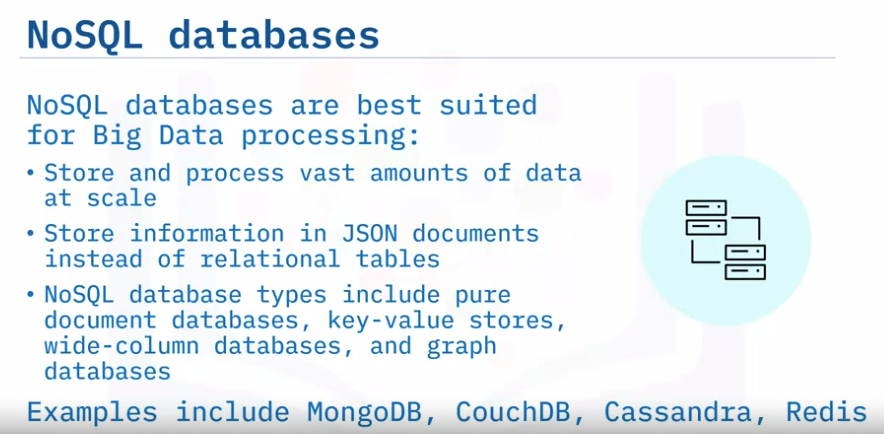 NoSQL databases
NoSQL databases are best suited
for Big Data processing:
• Store and process vast amounts of data
at scale
• Store information in JSON documents
instead of relational tables
• NoSQL database types include pure
document databases, key-value stores,
wide-column databases, and graph
databases
Examples include MongoDB, CouchDB, Cassandra, Redis